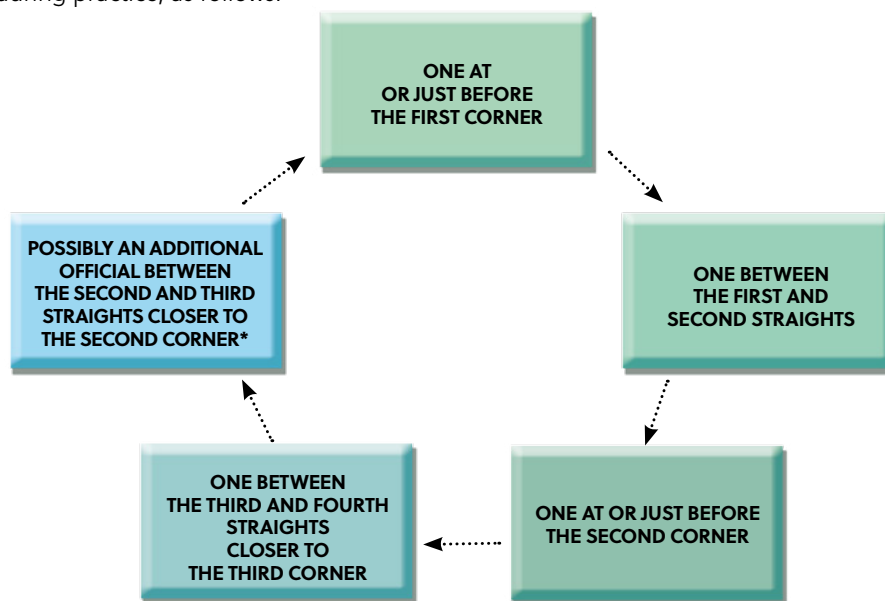 during practice, as follows:
ONE AT
OR JUST BEFORE
THE FIRST CORNER
ONE BETWEEN
THE FIRST AND
SECOND STRAIGHTS
ONE AT OR JUST BEFORE
THE SECOND CORNER
ONE BETWEEN
THE THIRD AND FOURTH
STRAIGHTS
CLOSER TO
THE THIRD CORNER
POSSIBLY AN ADDITIONAL
OFFICIAL BETWEEN
THE SECOND AND THIRD
STRAIGHTS CLOSER TO
THE SECOND CORNER*